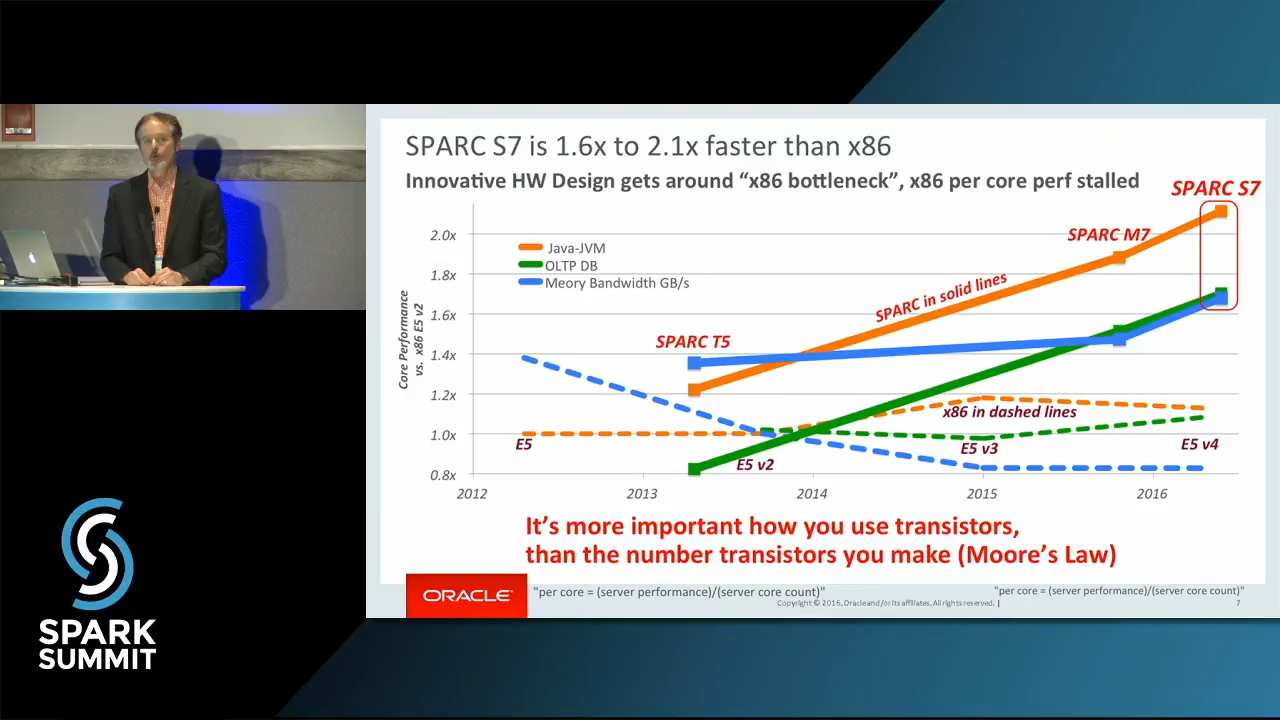 SPARC S7 is 1.6x to 2.1x faster than x86
Innovative HW Design gets around “x86 bottleneck”, x86 per core perf stalled
SPARC S7
SPARC M7
2.0x
Java-JVM
OLTP DB
Meory Bandwidth GB/s
1.8x
SPARC in solid lines
1.6x
Core Performance
vs. x86 E5 v2
SPARC T5
1.4x
1.2x
x86 in dashed lines
1.0x
E5
E5 v2
E5 v3
E5 v4
0.8x
2012
2013
2014
2015
2016
It’s more important how you use transistors,
than the number transistors you make (Moore’s Law)
ORACLE
"per core = (server performance)/(server core count)"
"per core = (server performance)/(server core count)"
Copyright © 2016, Oracle and/or its affiliates. All rights reserved. |
7
SPARK
SUMMIT